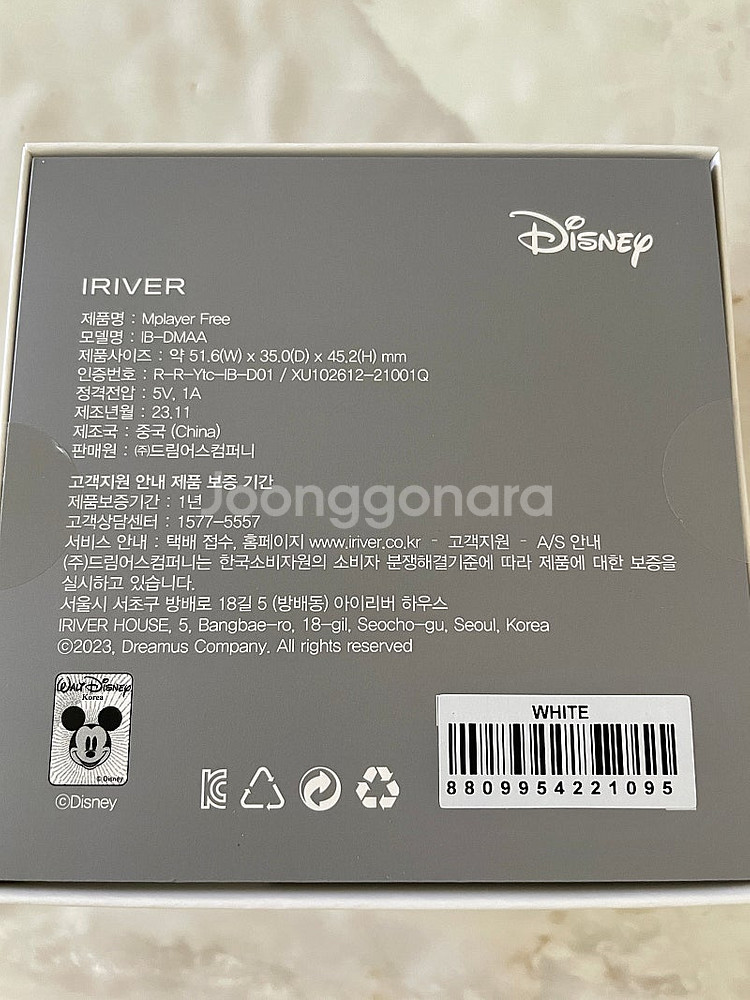 Disney
IRIVER
제품명 : Mplayer Free
모델명 : IB-DMAA
제품사이즈 : 약 51.6(W) x 35.0(D) x 45.2(H) mm
인증번호 : R-R-Ytc-IB-D01 / XU102612-21001Q
정격전압 : 5V, 1A
제조년월 : 23.11
제조국 : 중국 (China)
판매원 : ㈜드림어스컴퍼니
고객지원 안내 제품 보증 기간
제품보증기간 : 1년
Joonggonara
고객상담센터 : 1577-5557
서비스 안내 : 택배 접수, 홈페이지 www.iriver.co.kr - 고객지원 - A/S 안내
(주)드림어스컴퍼니는 한국소비자원의 소비자 분쟁해결기준에 따라 제품에 대한 보증을
실시하고 있습니다.
서울시 서초구 방배로 18길 5 (방배동) 아이리버 하우스
IRIVER HOUSE, 5, Bangbae-ro, 18-gil, Seocho-gu, Seoul, Korea
©2023, Dreamus Company. All rights reserved
WALT DISNEY
Korea
© Disney
©Disney
WHITE
8809954221095